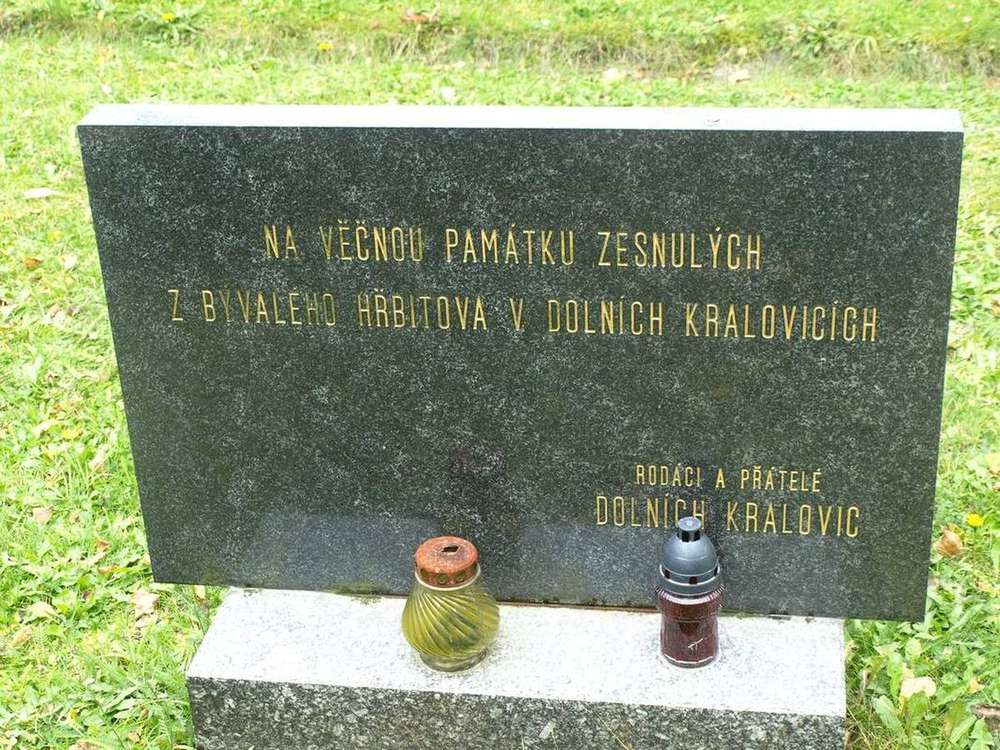 NA VĚČNOU PAMÁTKU ZESNULÝCH
Z BÝVALÉHO HŘBITOVA V DOLNÍCH KRALOVICÍCH
RODÁCI A PŘÁTELÉ
DOLNÍCH KRALOVIC